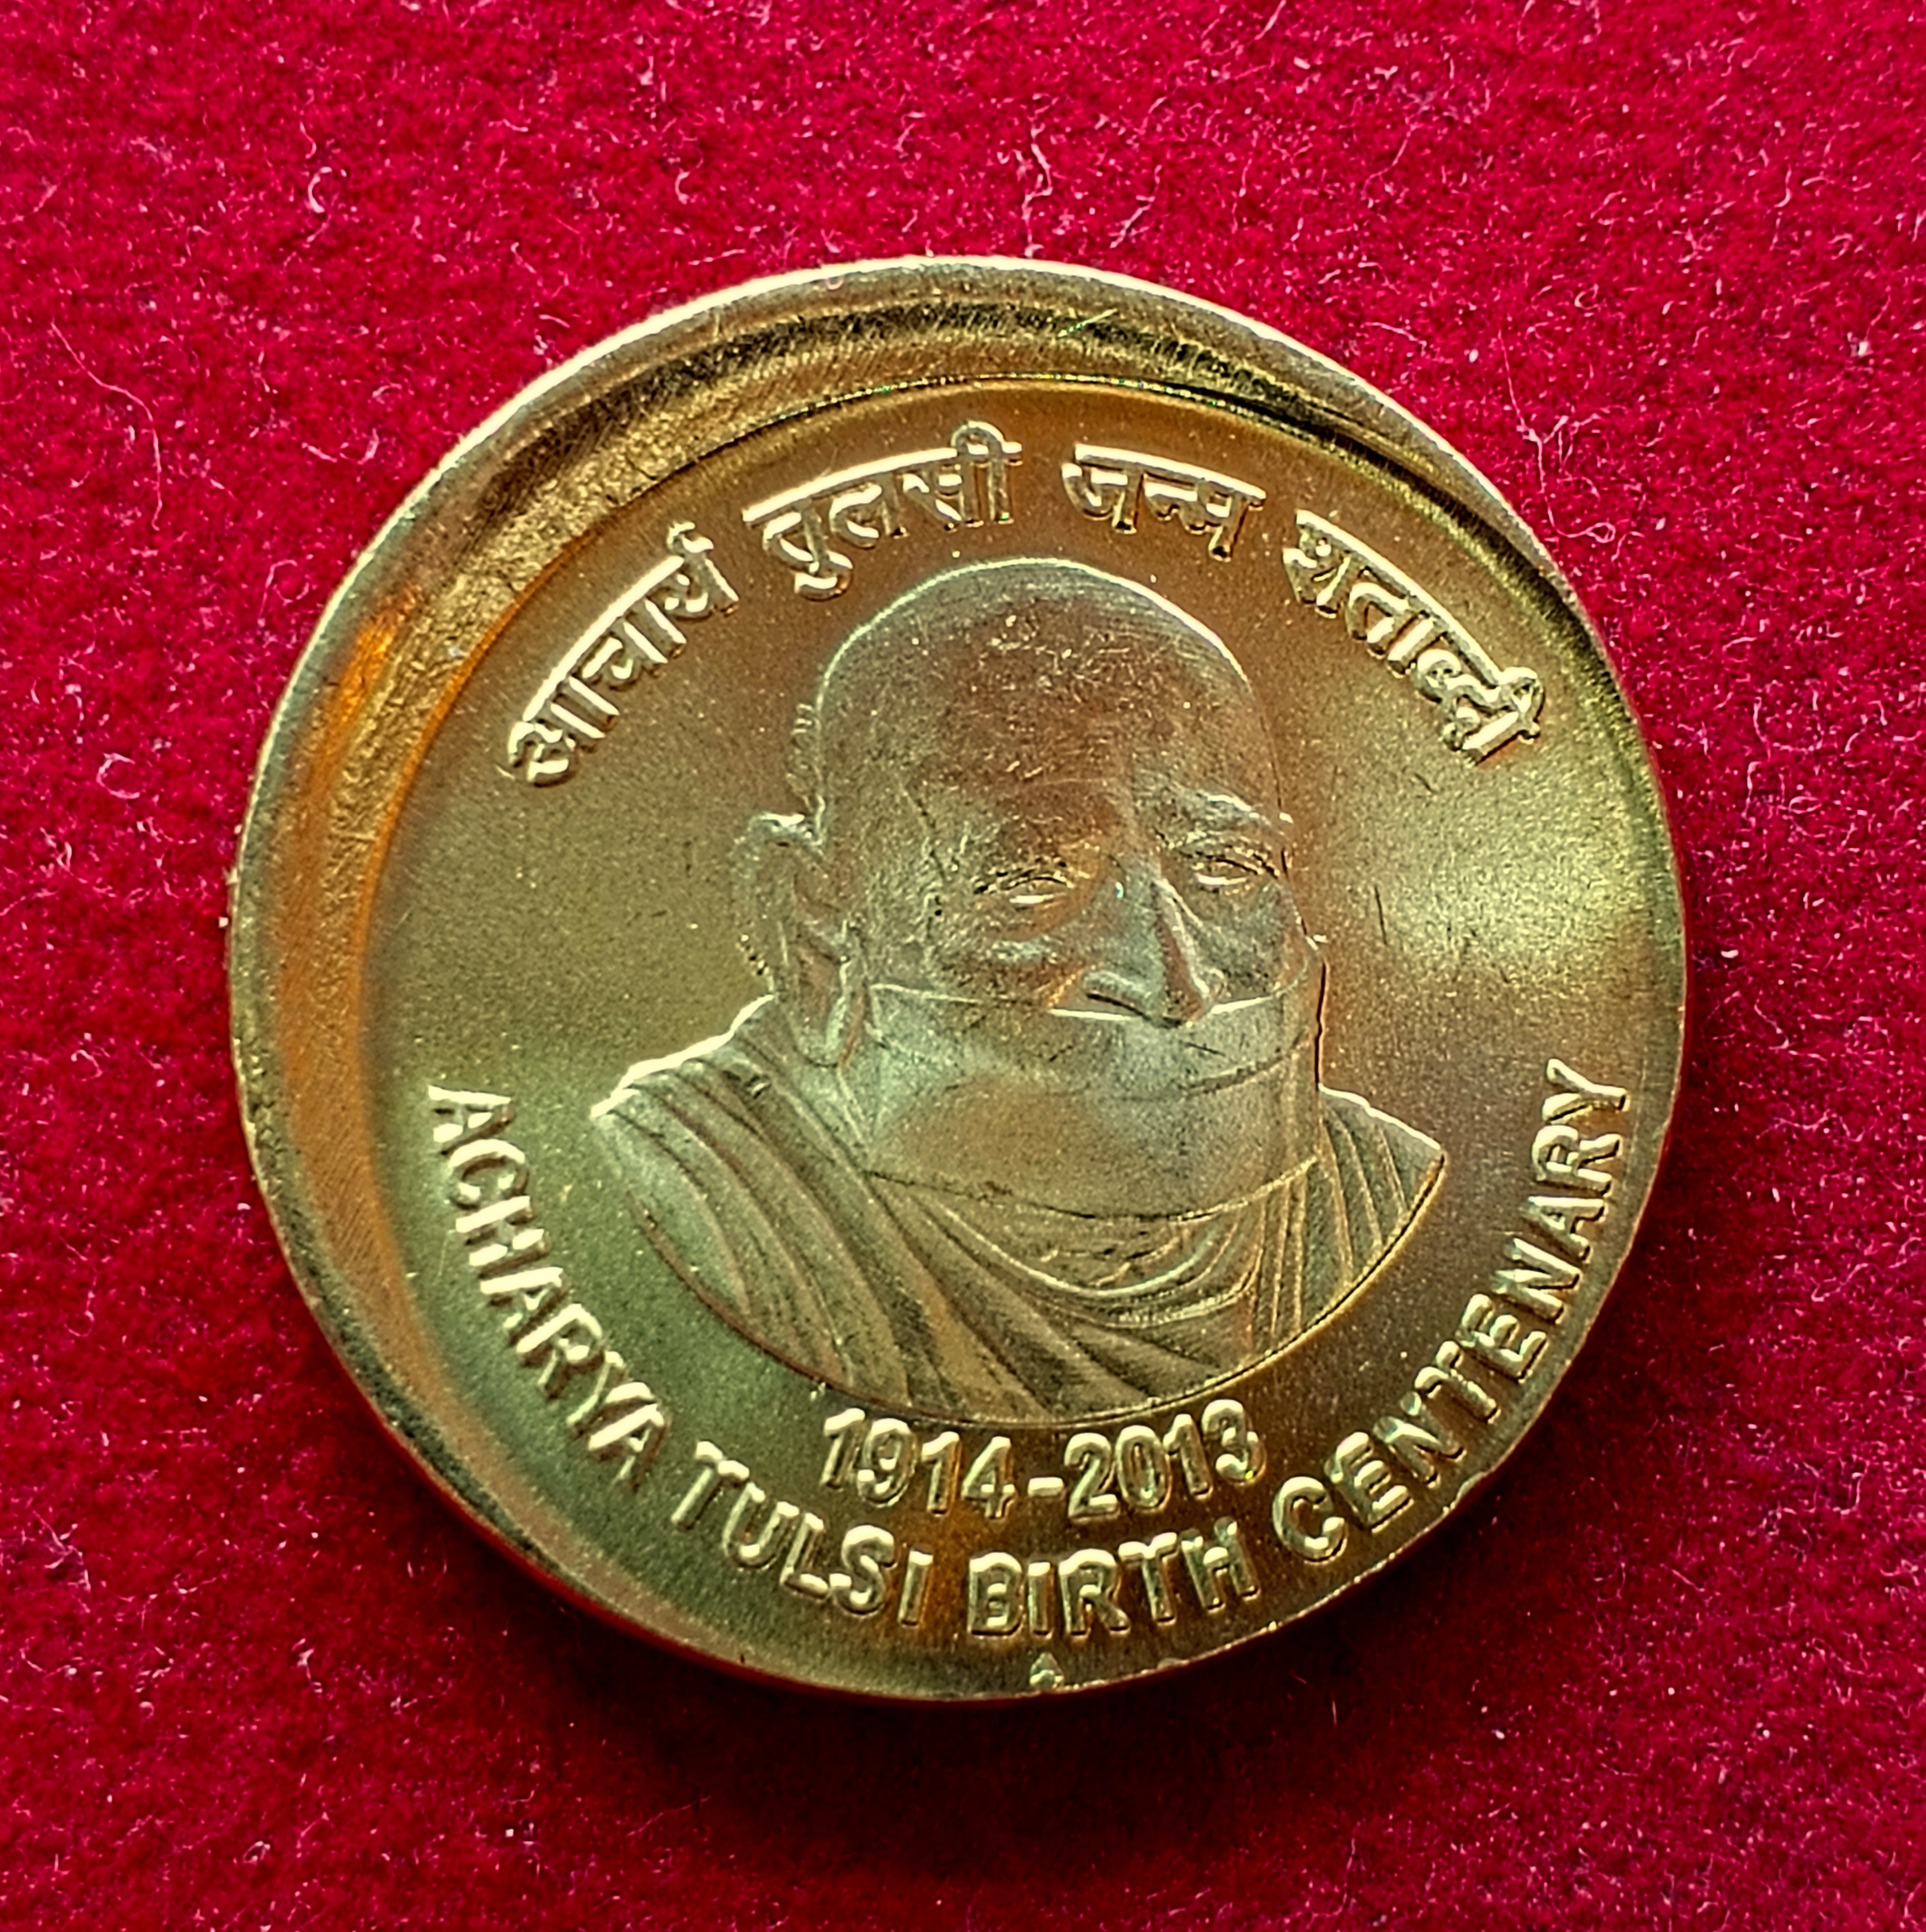 आचार्य तुलसी जन्म शताब्दी
1914-2013
ACHARYA TULSI BIRTH CENTENARY